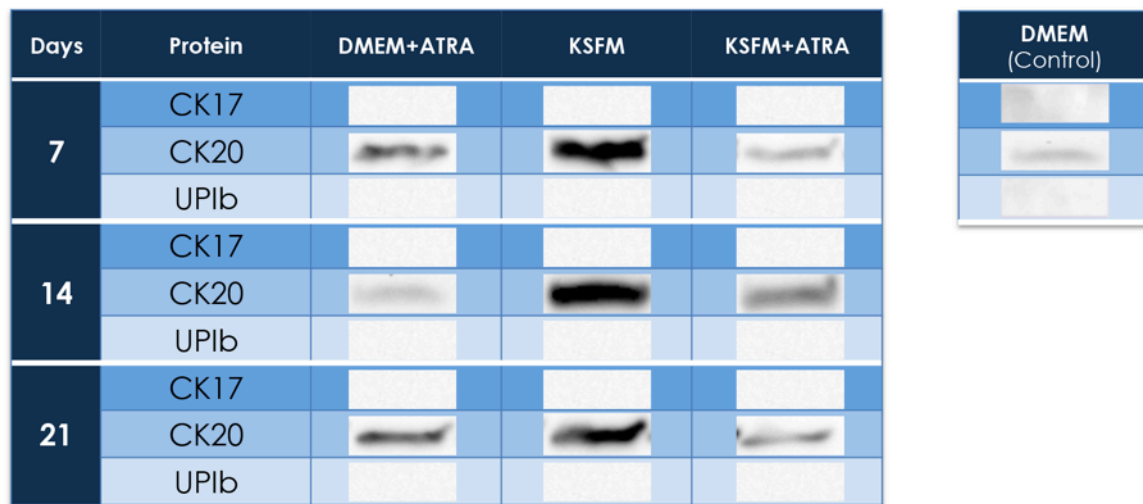 Days Protein DMEM+ATRA KSFM KSFM+ATRA
CK17
7 CK20
UPIb
CK17
14 CK20
UPIb
CK17
21 CK20
UPIb
DMEM
(Control)